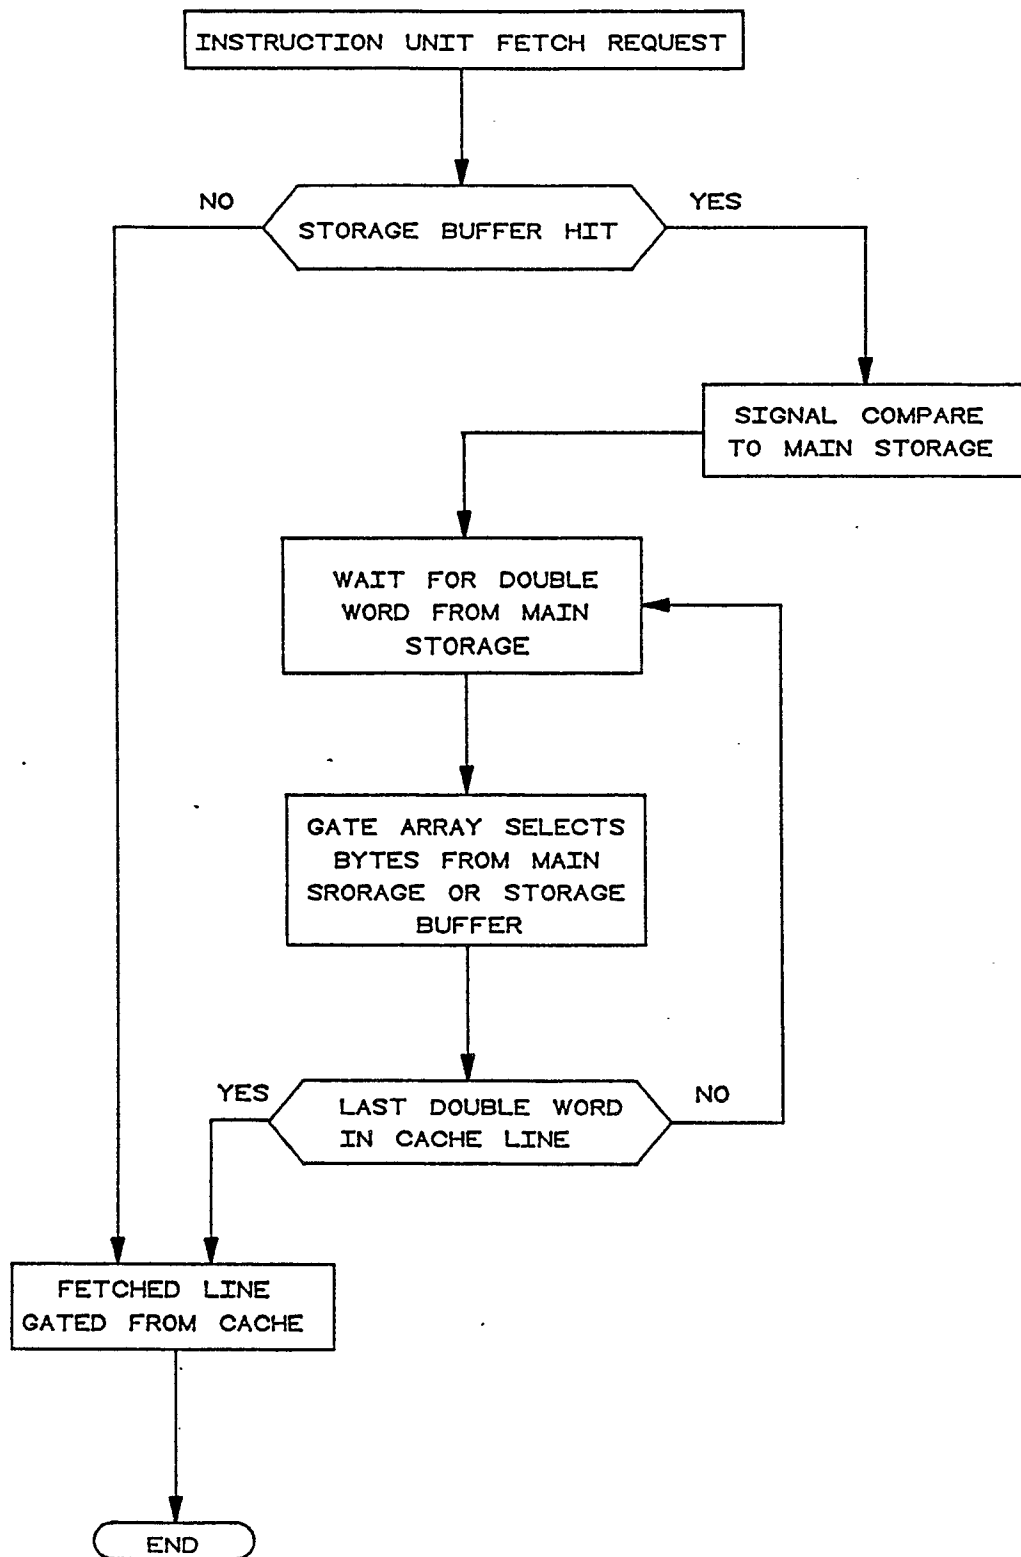 INSTRUCTION UNIT FETCH REQUEST
NO
YES
STORAGE BUFFER HIT
SIGNAL COMPARE
TO MAIN STORAGE
WAIT FOR DOUBLE
WORD FROM MAIN
STORAGE
GATE ARRAY SELECTS
BYTES FROM MAIN
SRORAGE OR STORAGE
BUFFER
YES
NO
LAST DOUBLE WORD
IN CACHE LINE
FETCHED LINE
GATED FROM CACHE
END